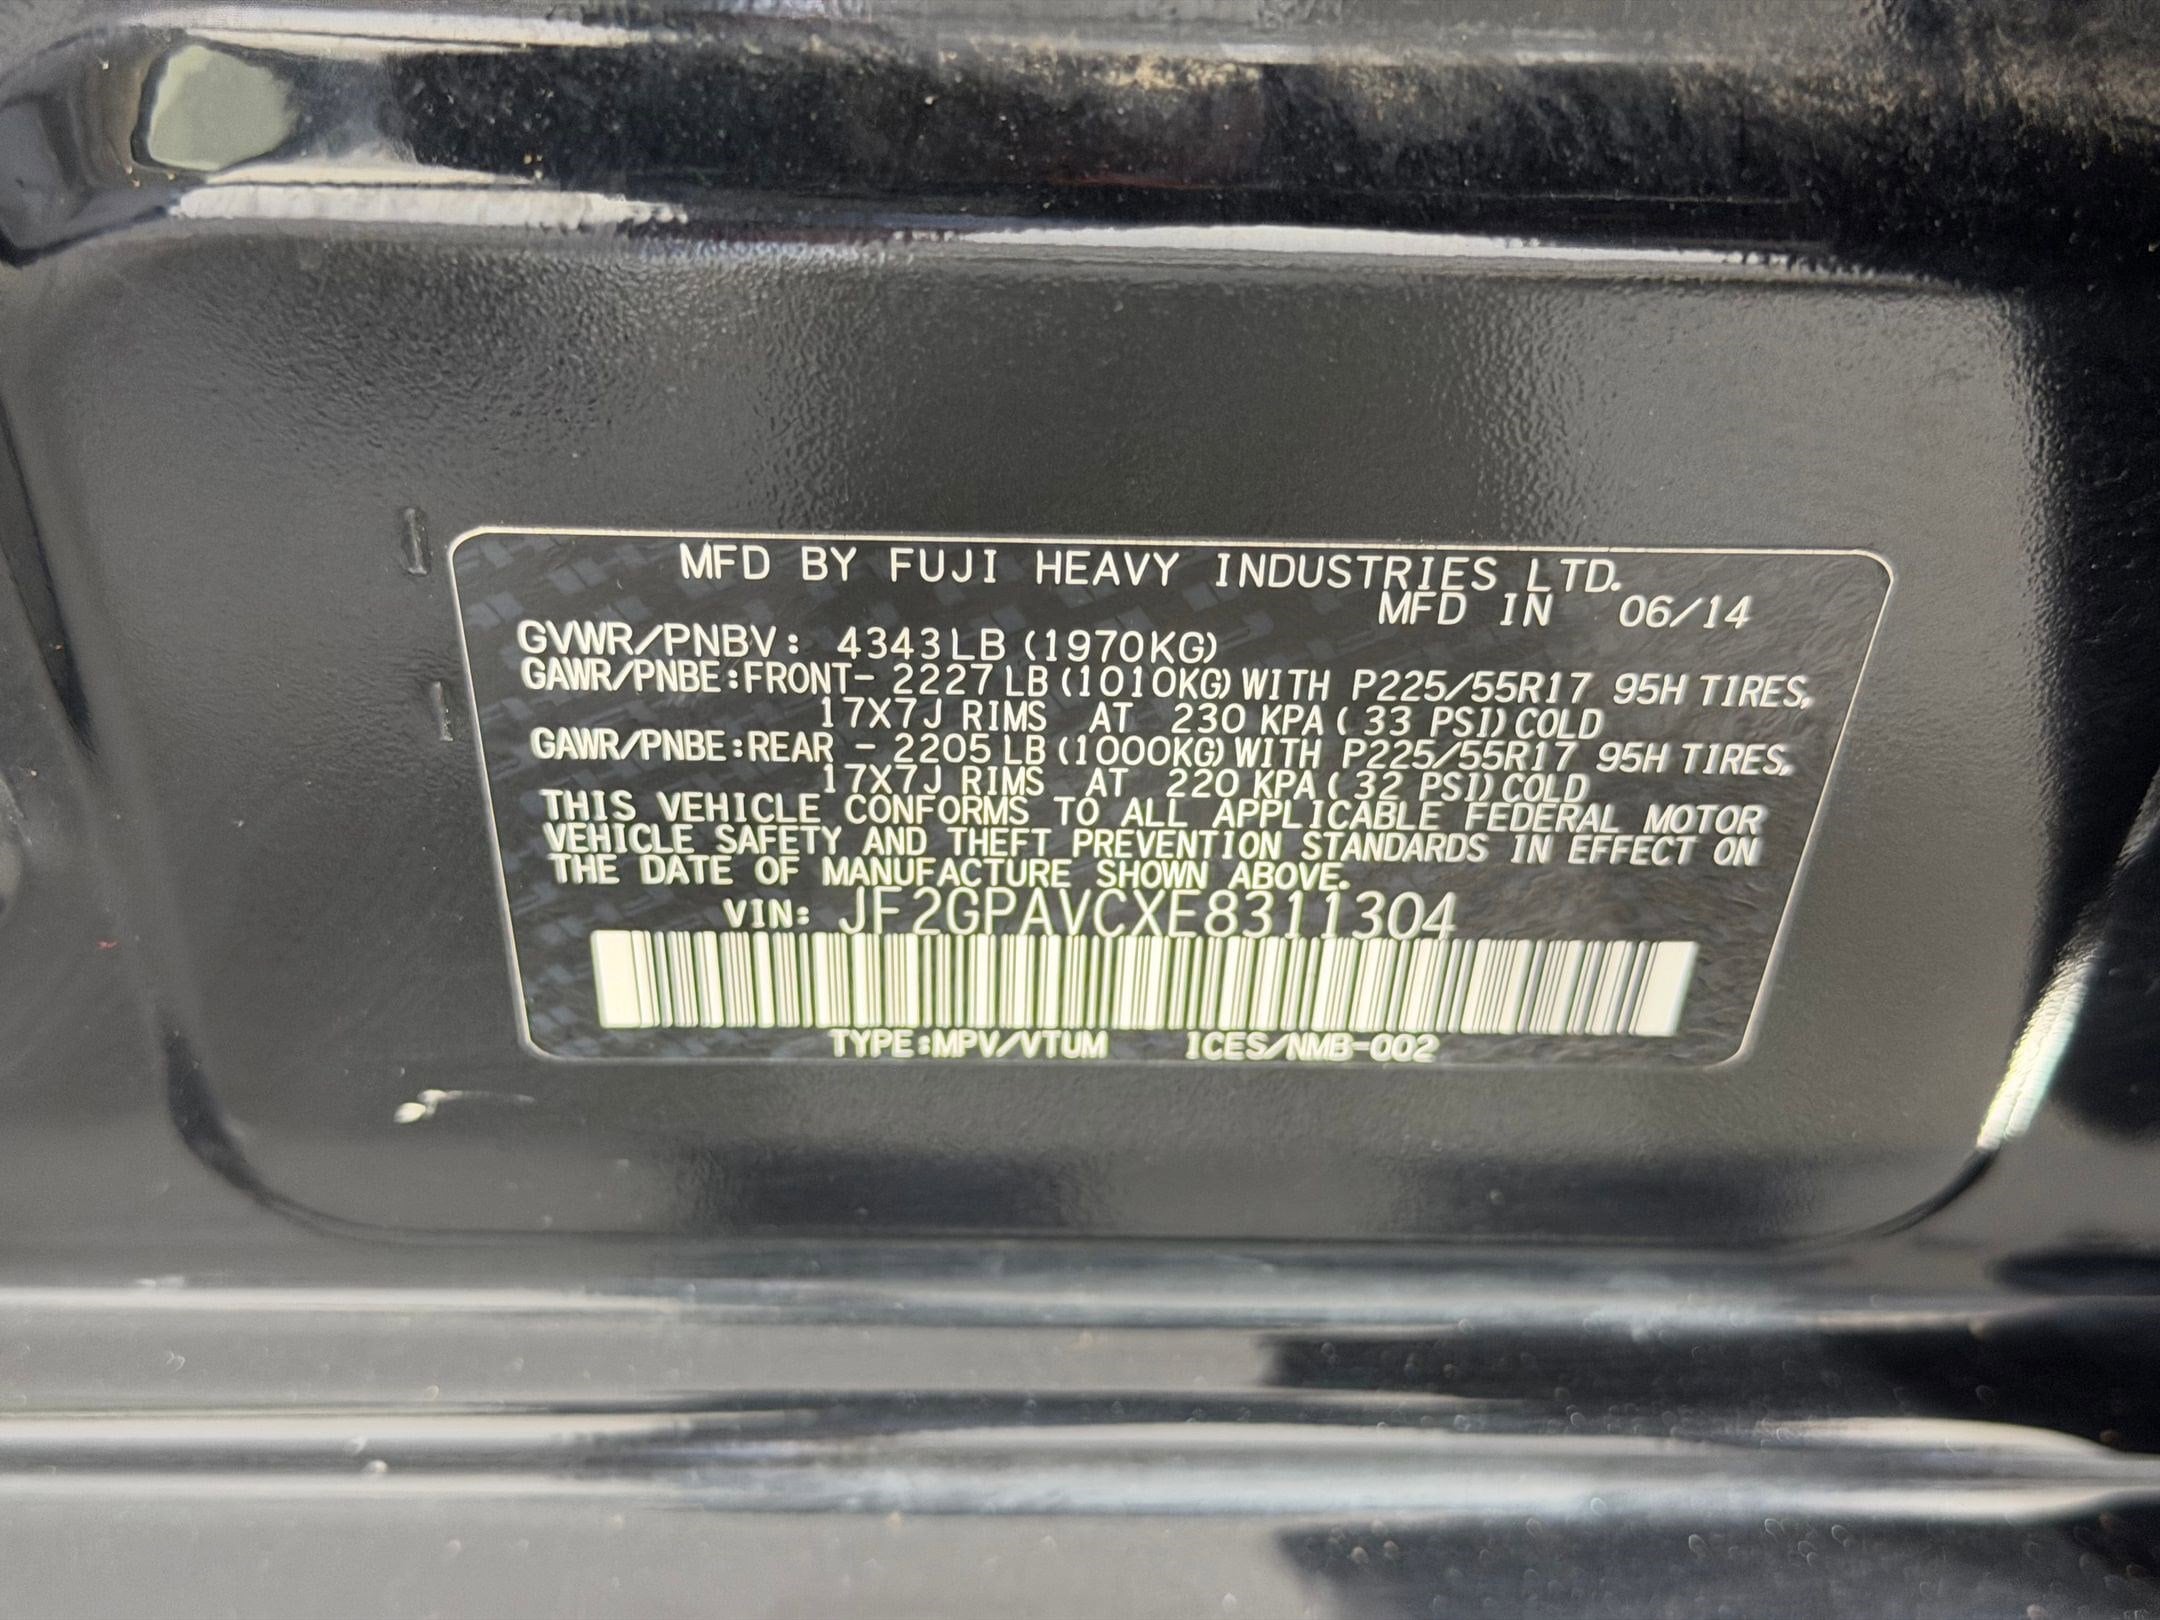 MFD BY FUJI HEAVY INDUSTRIES LTD.
MFD IN 06/14
GVWR/PNBV: 4343LB (1970KG)
GAWR/PNBE:FRONT- 2227LB (1010KG) WITH P225/55R17 95H TIRES,
17X7J RIMS AT 230 KPA ( 33 PSI) COLD
GAWR/PNBE:REAR - 2205LB (1000KG) WITH P225/55R17 95H TIRES,
17X7J RIMS AT 220 KPA ( 32 PSI) COLD
THIS VEHICLE CONFORMS TO ALL APPLICABLE FEDERAL MOTOR
VEHICLE SAFETY AND THEFT PREVENTION STANDARDS IN EFFECT ON
THE DATE OF MANUFACTURE SHOWN ABOVE.
VIN: JF2GPAVCXE8311304
TYPE:MPV/VTUM ICES/NMB-002